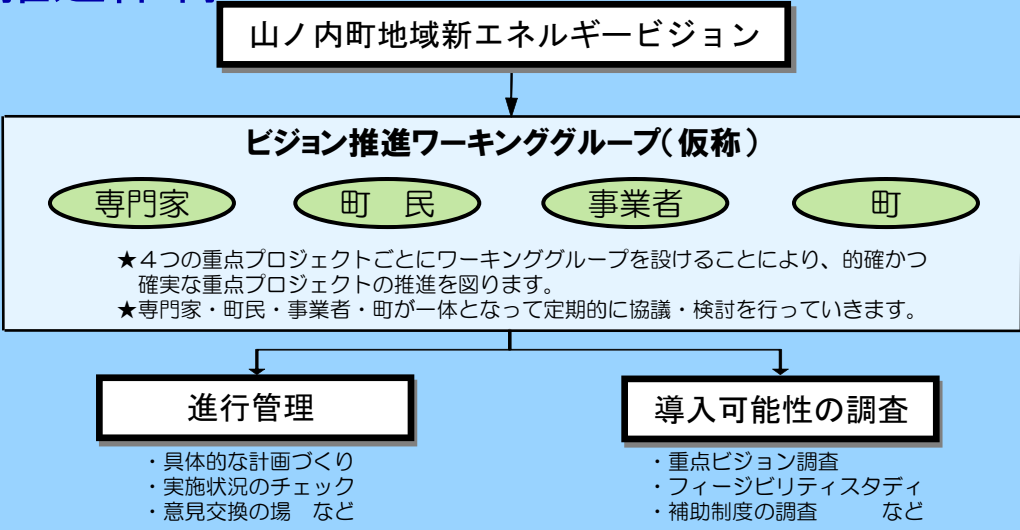 山ノ内町地域新エネルギービジョン
ビジョン推進ワーキンググループ(仮称)
専門家
町　民
事業者
町
★４つの重点プロジェクトごとにワーキンググループを設けることにより、的確かつ
確実な重点プロジェクトの推進を図ります。
★専門家・町民・事業者・町が一体となって定期的に協議・検討を行っていきます。
進行管理
・具体的な計画づくり
・実施状況のチェック
・意見交換の場　など
導入可能性の調査
・重点ビジョン調査
・フィージビリティスタディ
・補助制度の調査　　　など